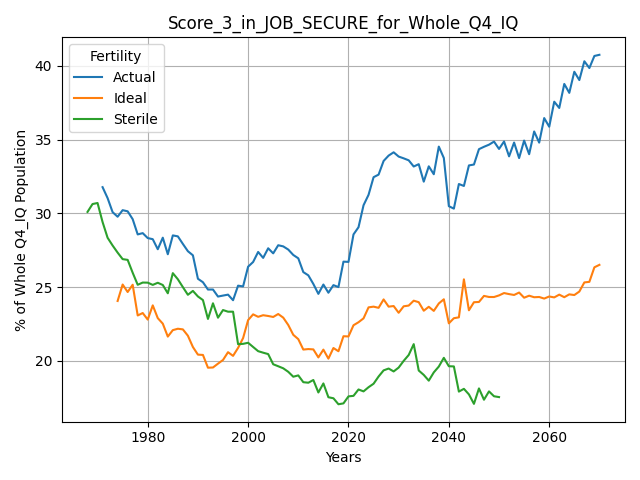 Score_3_in_JOB_SECURE_for_Whole_Q4_IQ
Fertility
Actual
Ideal
Sterile
% of Whole Q4_IQ Population
40
35
30
25
20
1980
2000
2020
2040
2060
Years